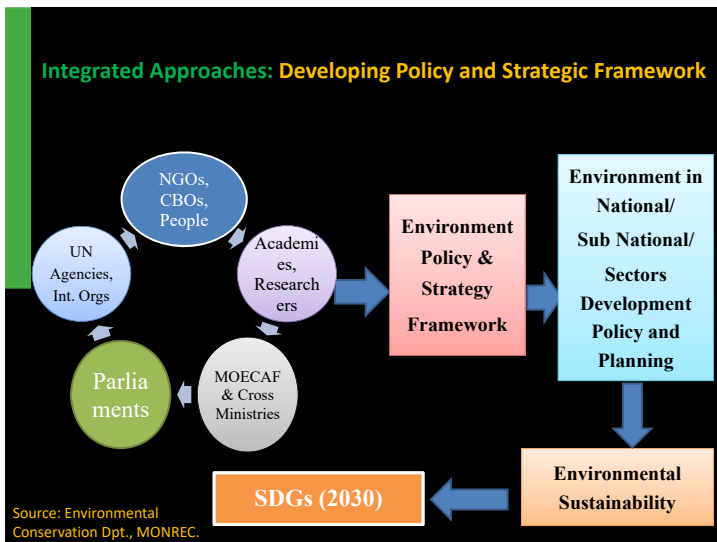 Integrated Approaches: Developing Policy and Strategic Framework
NGOs,
CBOs,
People
Academi
es,
Research
ers
MOECAF
& Cross
Ministries
Parlia
ments
UN
Agencies,
Int. Orgs
Environment
Policy &
Strategy
Framework
Environment in
National/
Sub National/
Sectors
Development
Policy and
Planning
Environmental
Sustainability
SDGs (2030)
Source: Environmental
Conservation Dpt., MONREC.